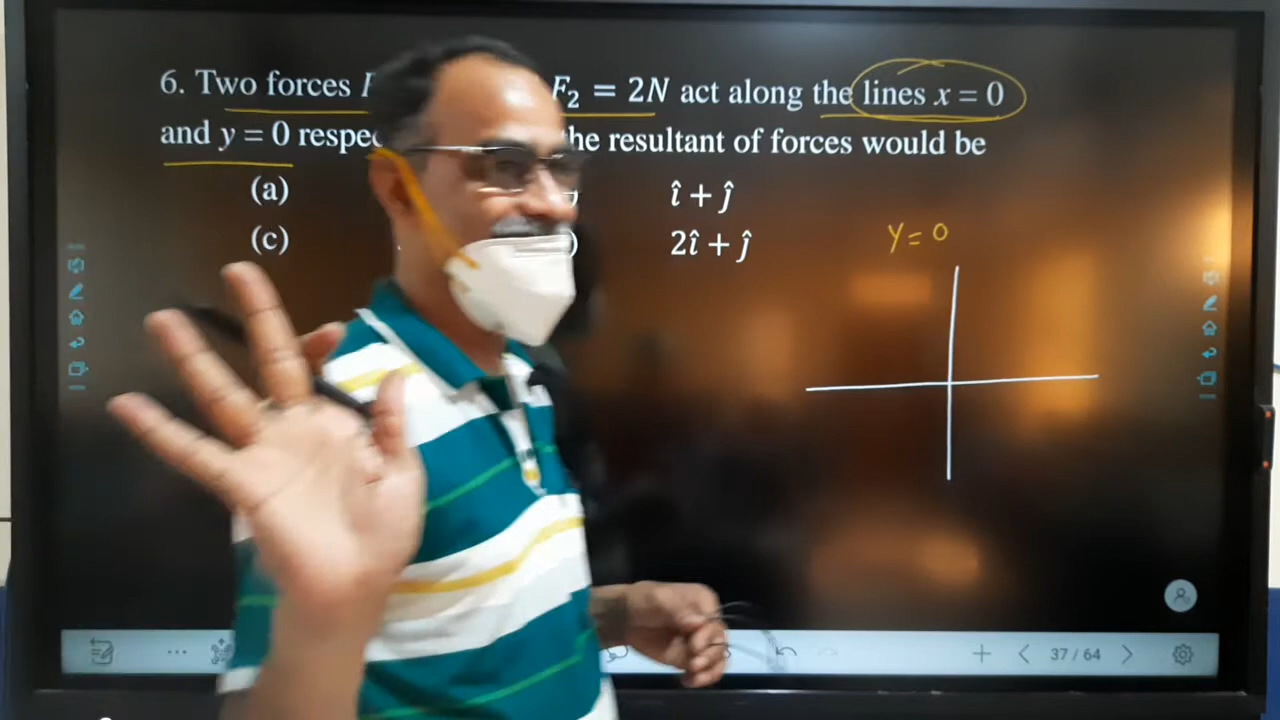 6. Two forces F₂ = 2N act along the lines x = 0
and y = 0 the resultant of forces would be
(a) î + ĵ
(c) 2î + ĵ
Y = 0
37 / 64